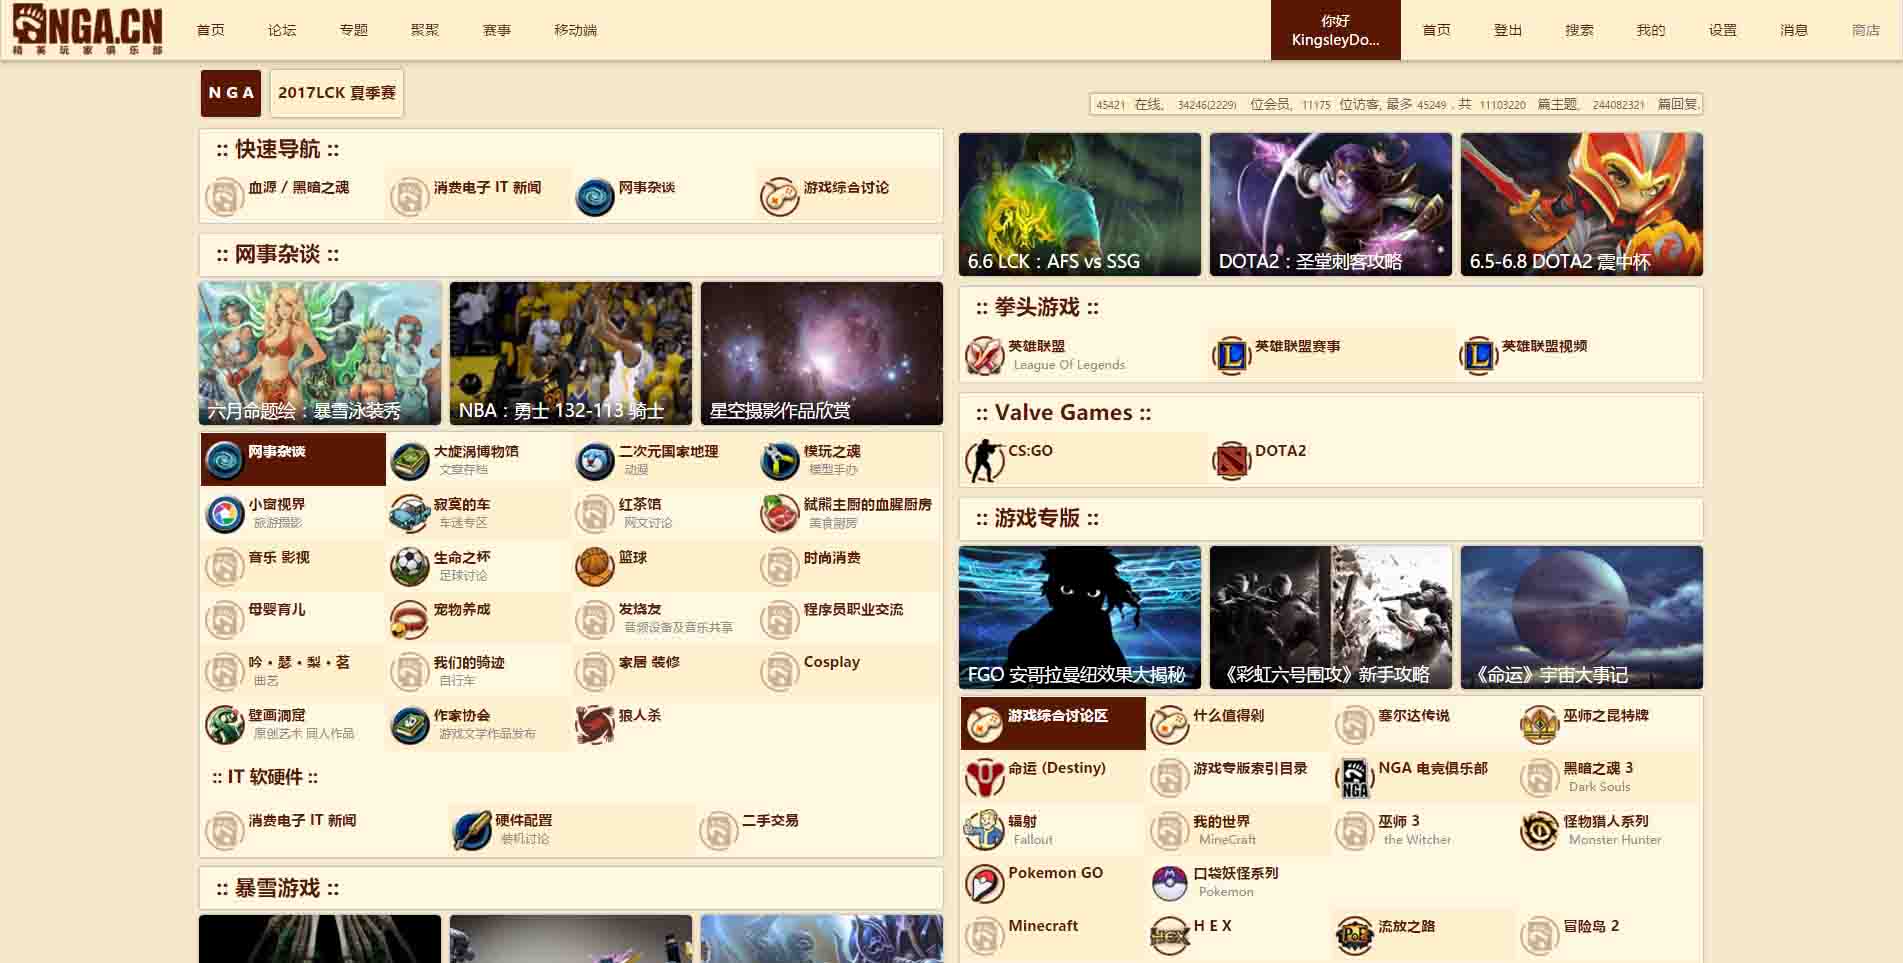 NGA.CN
精英玩家俱乐部
首页 论坛 专题 聚聚 赛事 移动端
你好
KingsleyDo...
首页 登出 搜索 我的 设置 消息 商店
NGA
2017LCK 夏季赛
45421 在线, 34246(2229) 位会员, 11175 位访客, 最多 45249 . 共 11103220 篇主题, 244082321 篇回复.
:: 快速导航 ::
血源 / 黑暗之魂
消费电子 IT 新闻
网事杂谈
游戏综合讨论
:: 网事杂谈 ::
六月命题绘：暴雪泳装秀
NBA：勇士 132-113 骑士
星空摄影作品欣赏
网事杂谈
大旋涡博物馆
文章存档
二次元国家地理
动漫
模玩之魂
模型手办
小窗视界
旅游摄影
寂寞的车
车迷专区
红茶馆
网文讨论
弑熊主厨的血腥厨房
美食厨房
音乐 影视
生命之杯
足球讨论
篮球
时尚消费
母婴育儿
宠物养成
发烧友
音频设备及音乐共享
程序员职业交流
吟・瑟・梨・茗
曲艺
我们的骑迹
自行车
家居 装修
Cosplay
壁画洞窟
原创艺术 同人作品
作家协会
游戏文学作品发布
狼人杀
:: IT 软硬件 ::
消费电子 IT 新闻
硬件配置
装机讨论
二手交易
:: 暴雪游戏 ::
6.6 LCK：AFS vs SSG
DOTA2：圣堂刺客攻略
6.5-6.8 DOTA2 震中杯
:: 拳头游戏 ::
英雄联盟
League Of Legends
英雄联盟赛事
英雄联盟视频
:: Valve Games ::
CS:GO
DOTA2
:: 游戏专版 ::
FGO 安哥拉曼纽效果大揭秘
《彩虹六号围攻》新手攻略
《命运》宇宙大事记
游戏综合讨论区
什么值得剁
塞尔达传说
巫师之昆特牌
命运 (Destiny)
游戏专版索引目录
NGA
NGA 电竞俱乐部
黑暗之魂 3
Dark Souls
辐射
Fallout
我的世界
MineCraft
巫师 3
the Witcher
怪物猎人系列
Monster Hunter
Pokemon GO
口袋妖怪系列
Pokemon
Minecraft
HEX
H E X
PoE
流放之路
冒险岛 2